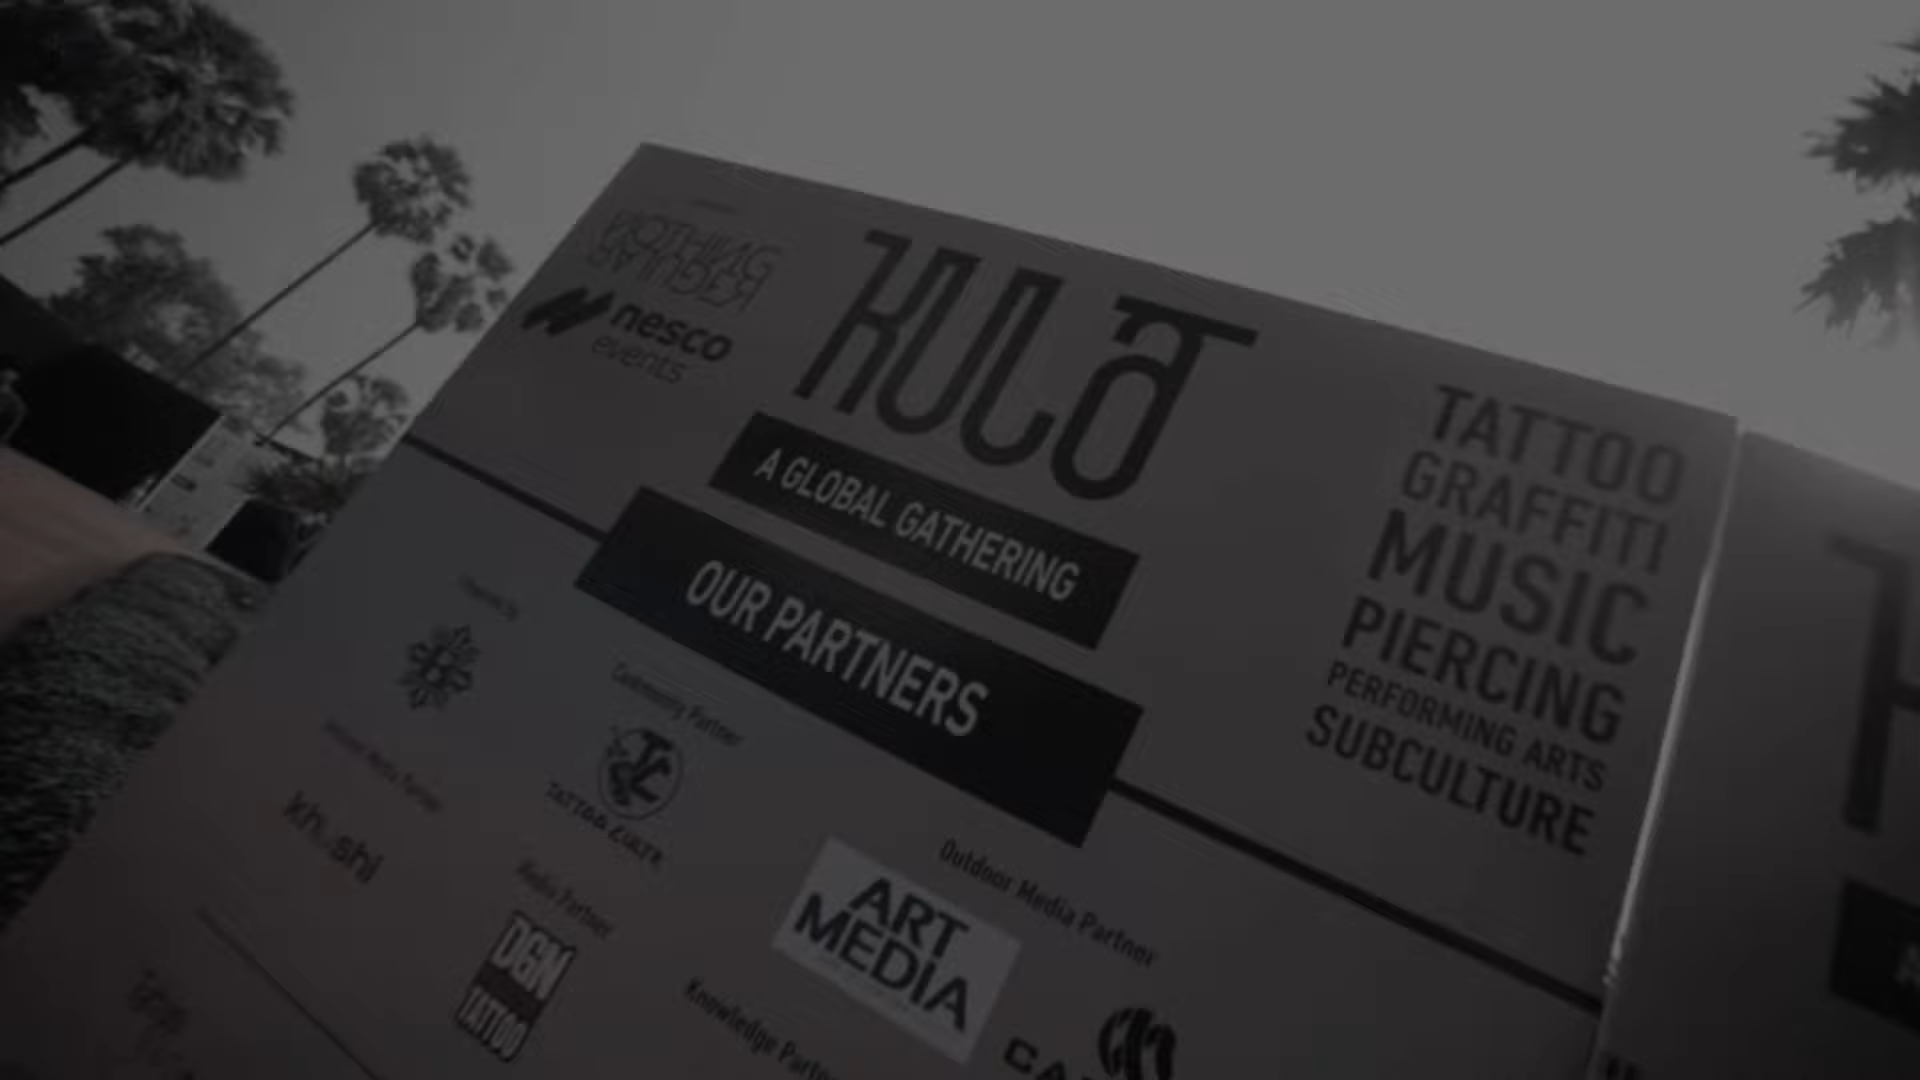 NOTHING
REGULAR
nesco
events
KULA
A GLOBAL GATHERING
TATTOO
GRAFFITI
MUSIC
PIERCING
PERFORMING ARTS
SUBCULTURE
OUR PARTNERS
Community Partner
TATTOO CULTR
Outdoor Media Partner
ART
MEDIA
Radio Partner
DGN
TATTOO
Knowledge Partner